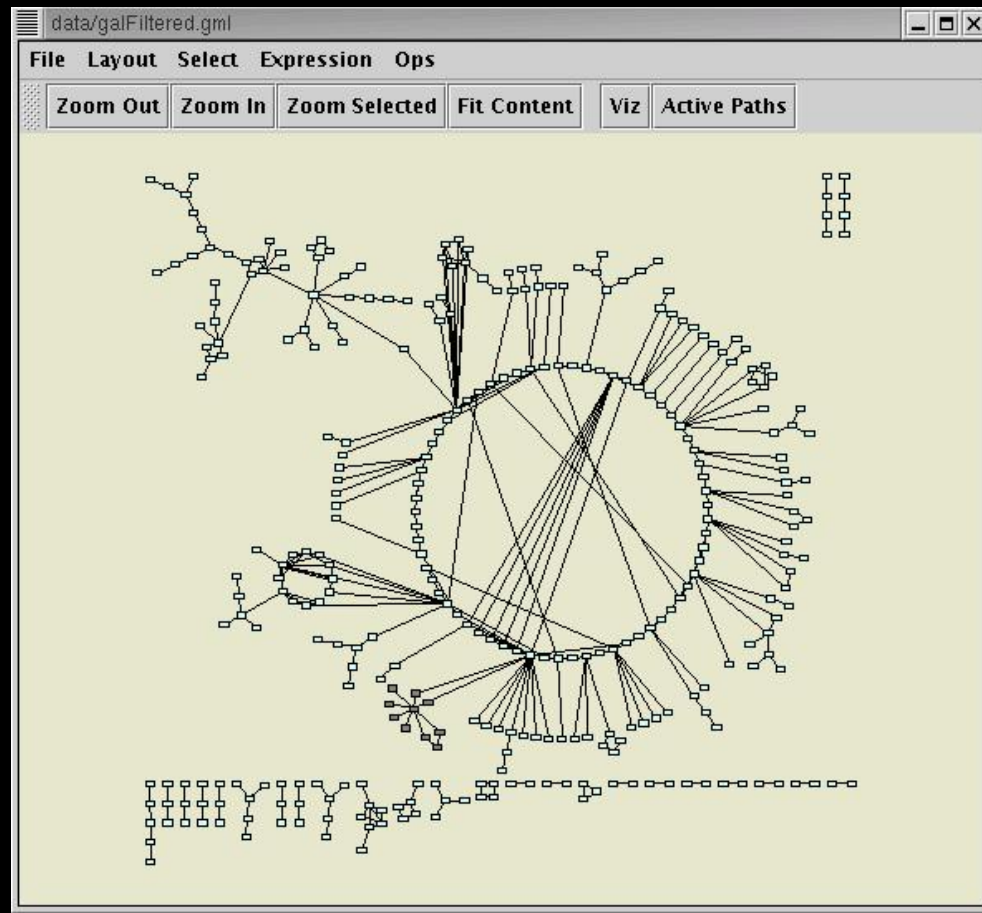 data/galFiltered.gml
File Layout Select Expression Ops
Zoom Out Zoom In Zoom Selected Fit Content Viz Active Paths